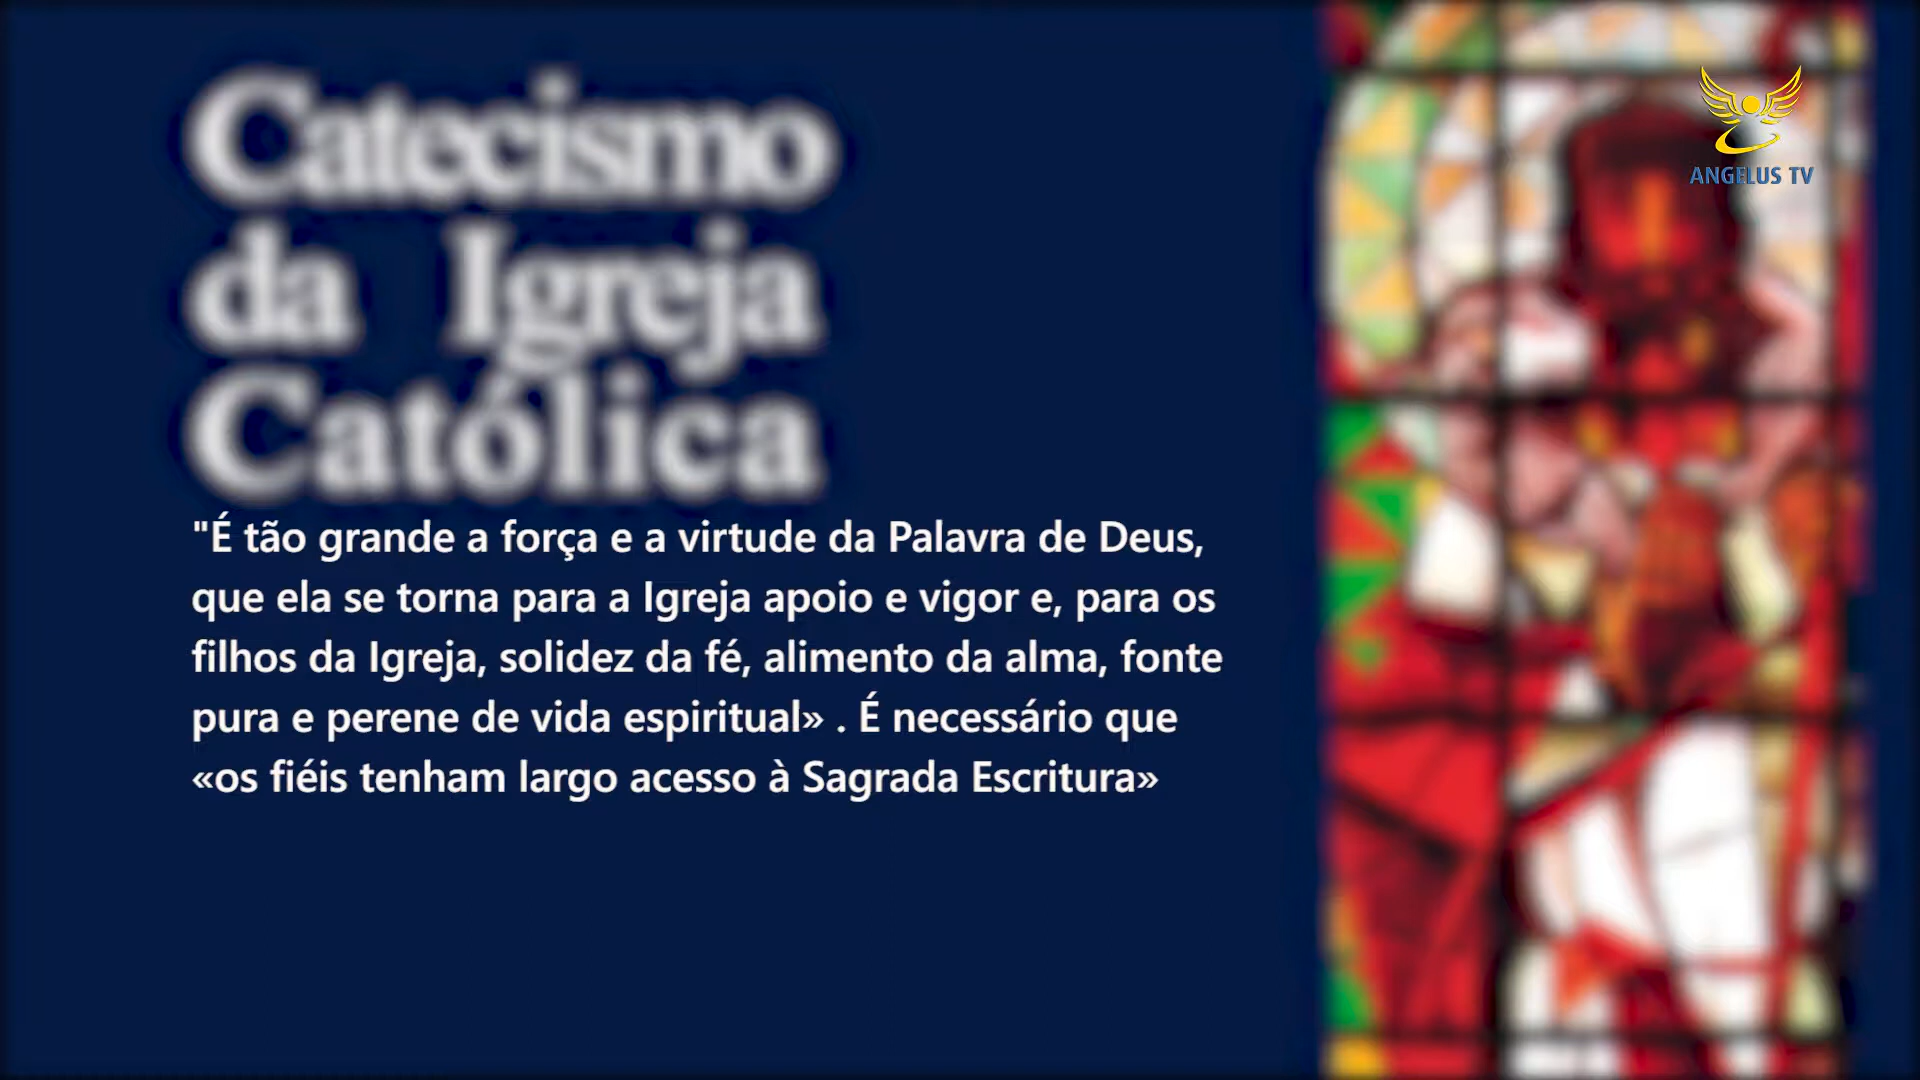 Catecismo
da Igreja
Católica
ANGELUS TV
"É tão grande a força e a virtude da Palavra de Deus,
que ela se torna para a Igreja apoio e vigor e, para os
filhos da Igreja, solidez da fé, alimento da alma, fonte
pura e perene de vida espiritual» . É necessário que
«os fiéis tenham largo acesso à Sagrada Escritura»